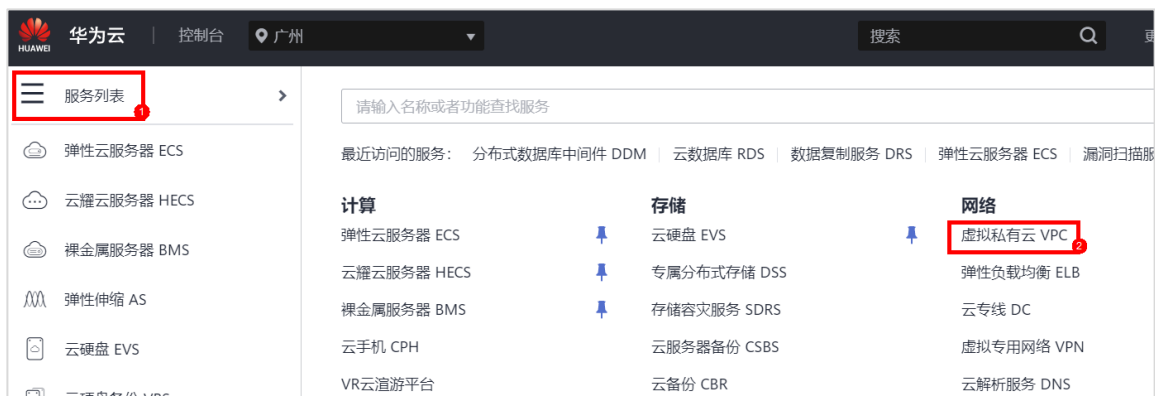 HUAWEI 华为云 控制台 广州 搜索
服务列表
1
请输入名称或者功能查找服务
弹性云服务器 ECS
最近访问的服务： 分布式数据库中间件 DDM 云数据库 RDS 数据复制服务 DRS 弹性云服务器 ECS 漏洞扫描服
云耀云服务器 HECS
计算 存储 网络
弹性云服务器 ECS 云硬盘 EVS 虚拟私有云 VPC
2
裸金属服务器 BMS
云耀云服务器 HECS 专属分布式存储 DSS 弹性负载均衡 ELB
弹性伸缩 AS
裸金属服务器 BMS 存储容灾服务 SDRS 云专线 DC
云硬盘 EVS
云手机 CPH 云服务器备份 CSBS 虚拟专用网络 VPN
VR云渲游平台 云备份 CBR 云解析服务 DNS